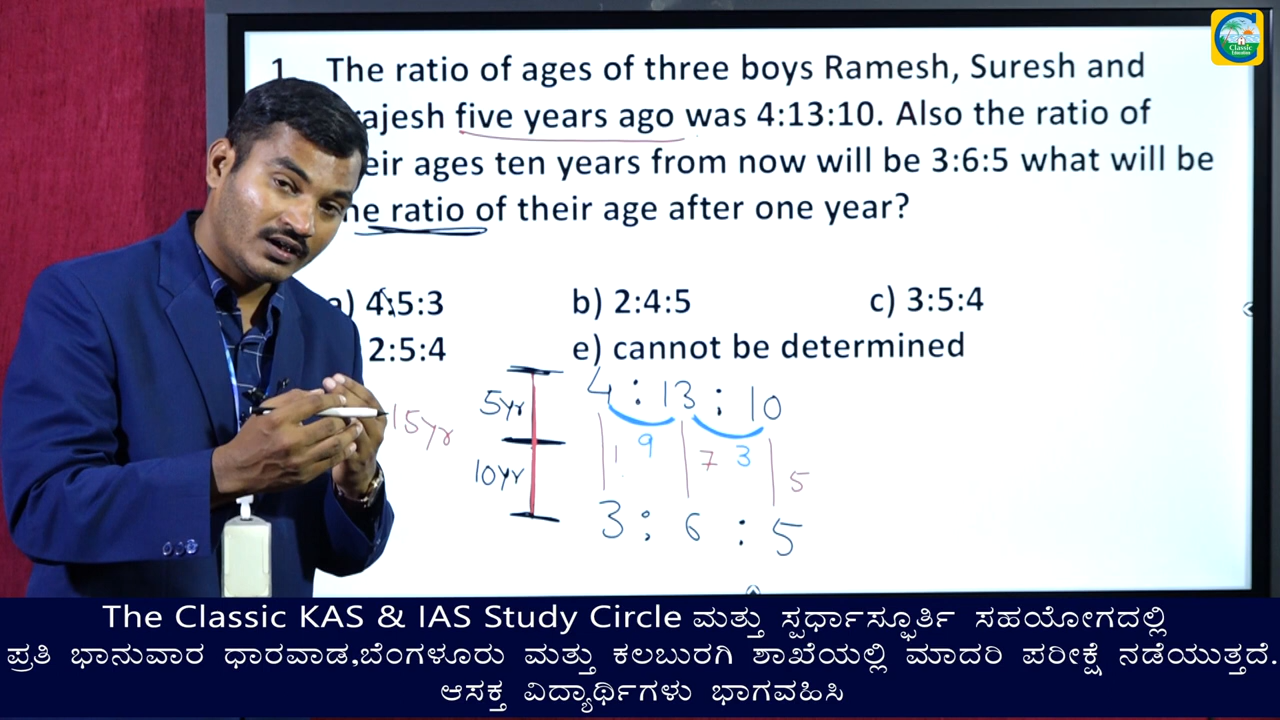 Classic
Education
1. The ratio of ages of three boys Ramesh, Suresh and
rajesh five years ago was 4:13:10. Also the ratio of
their ages ten years from now will be 3:6:5 what will be
the ratio of their age after one year?
a) 4:5:3 b) 2:4:5 c) 3:5:4
2:5:4 e) cannot be determined
4 : 13 : 10
5yr 15yr
9 3
1 7 5
10yr
3 : 6 : 5
The Classic KAS & IAS Study Circle ಮತ್ತು ಸ್ಪರ್ಧಾಸ್ಫೂರ್ತಿ ಸಹಯೋಗದಲ್ಲಿ
ಪ್ರತಿ ಭಾನುವಾರ ಧಾರವಾಡ,ಬೆಂಗಳೂರು ಮತ್ತು ಕಲಬುರಗಿ ಶಾಖೆಯಲ್ಲಿ ಮಾದರಿ ಪರೀಕ್ಷೆ ನಡೆಯುತ್ತದೆ.
ಆಸಕ್ತ ವಿದ್ಯಾರ್ಥಿಗಳು ಭಾಗವಹಿಸಿ